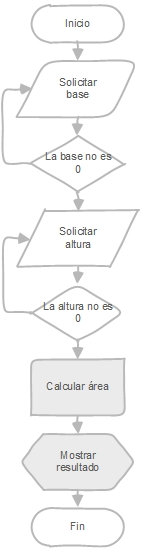 Inicio
Solicitar
base
La base no es
0
Solicitar
altura
La altura no es
0
Calcular área
Mostrar
resultado
Fin